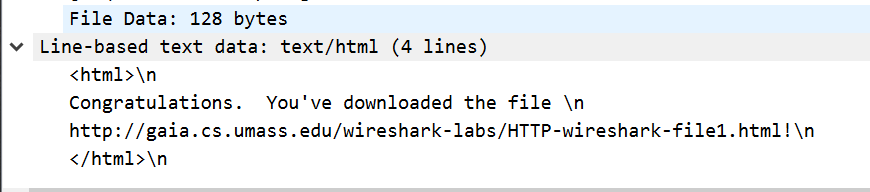 File Data: 128 bytes
Line-based text data: text/html (4 lines)
<html>\n
Congratulations.  You've downloaded the file \n
http://gaia.cs.umass.edu/wireshark-labs/HTTP-wireshark-file1.html!\n
</html>\n